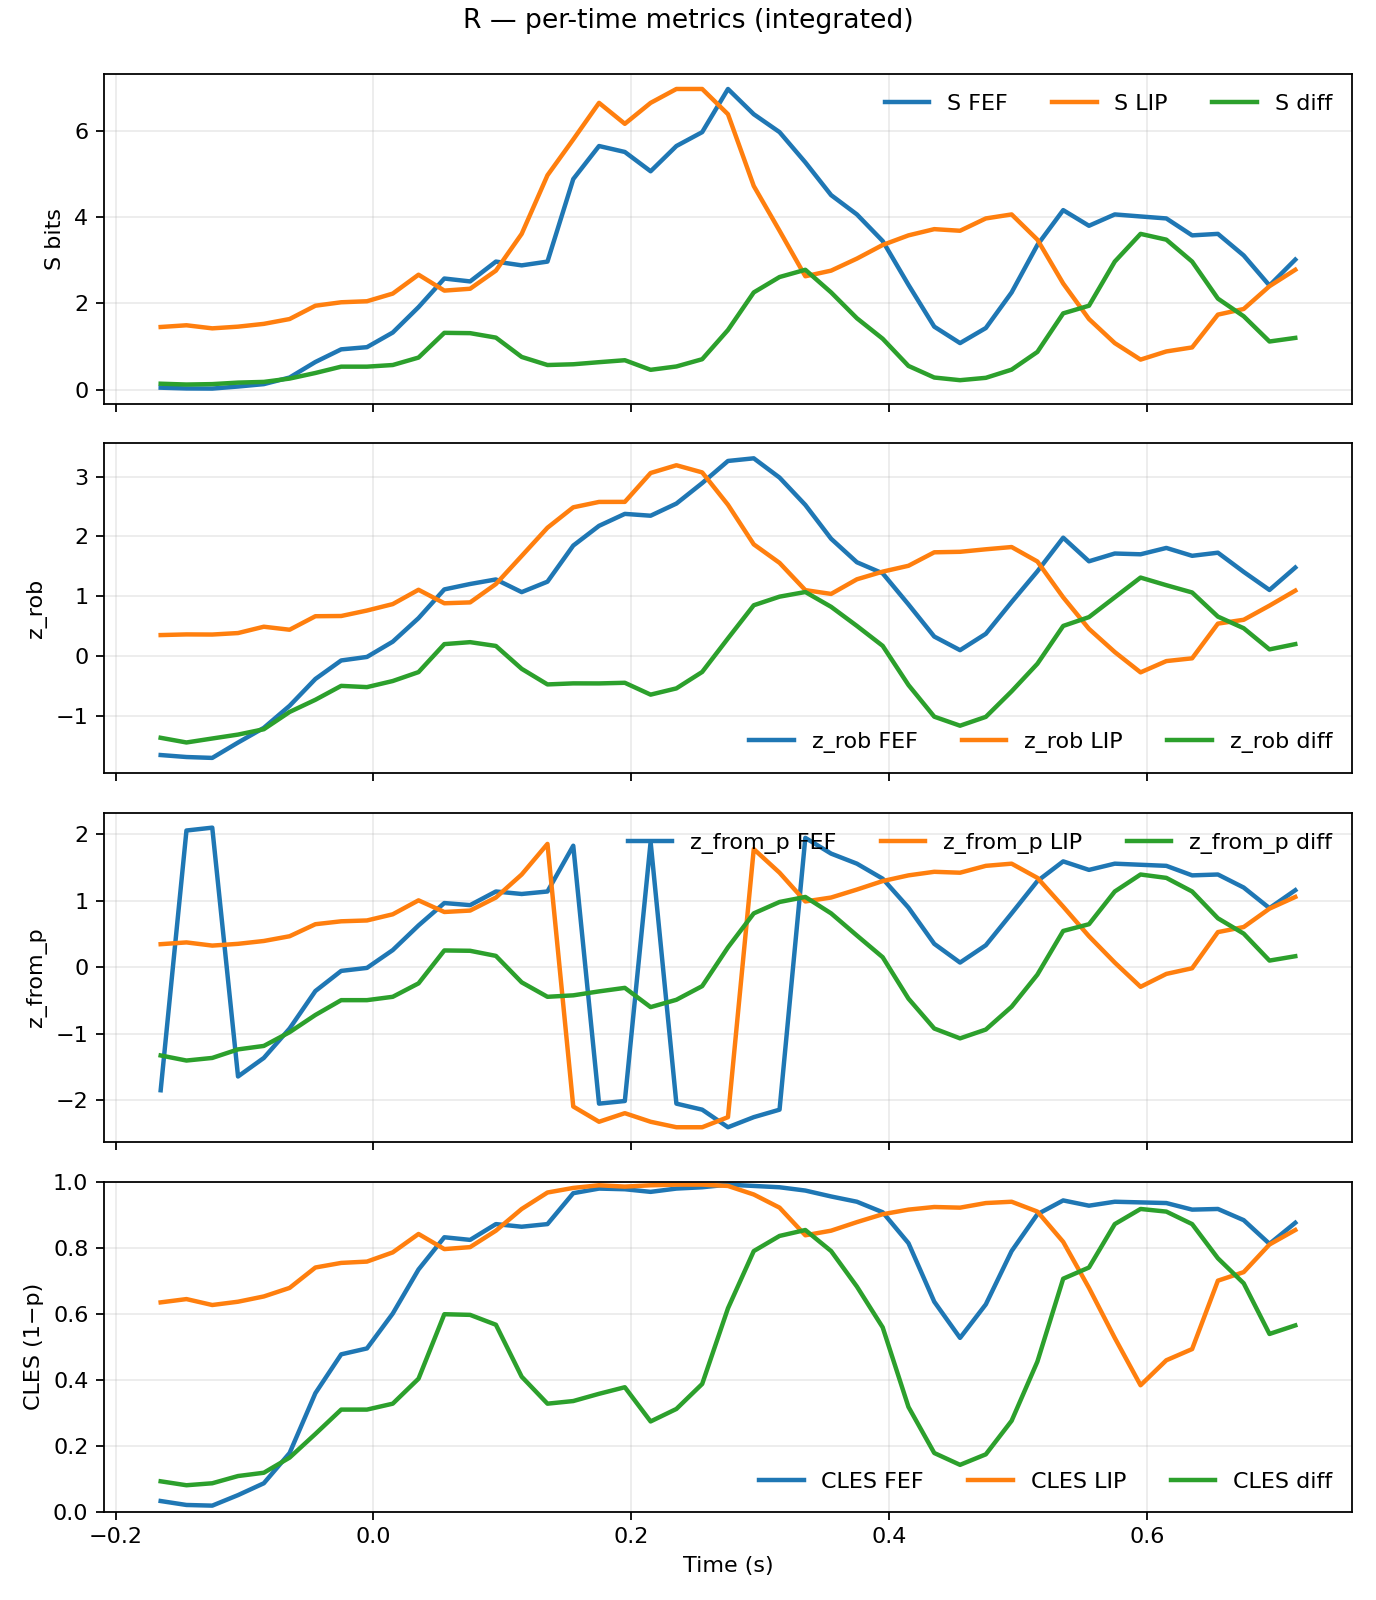 R — per-time metrics (integrated)
S FEF S LIP S diff
S bits
6
4
2
0
z_rob
3
2
1
0
−1
z_rob FEF z_rob LIP z_rob diff
z_from_p FEF z_from_p LIP z_from_p diff
z_from_p
2
1
0
−1
−2
CLES (1−p)
1.0
0.8
0.6
0.4
0.2
0.0
CLES FEF CLES LIP CLES diff
−0.2 0.0 0.2 0.4 0.6
Time (s)